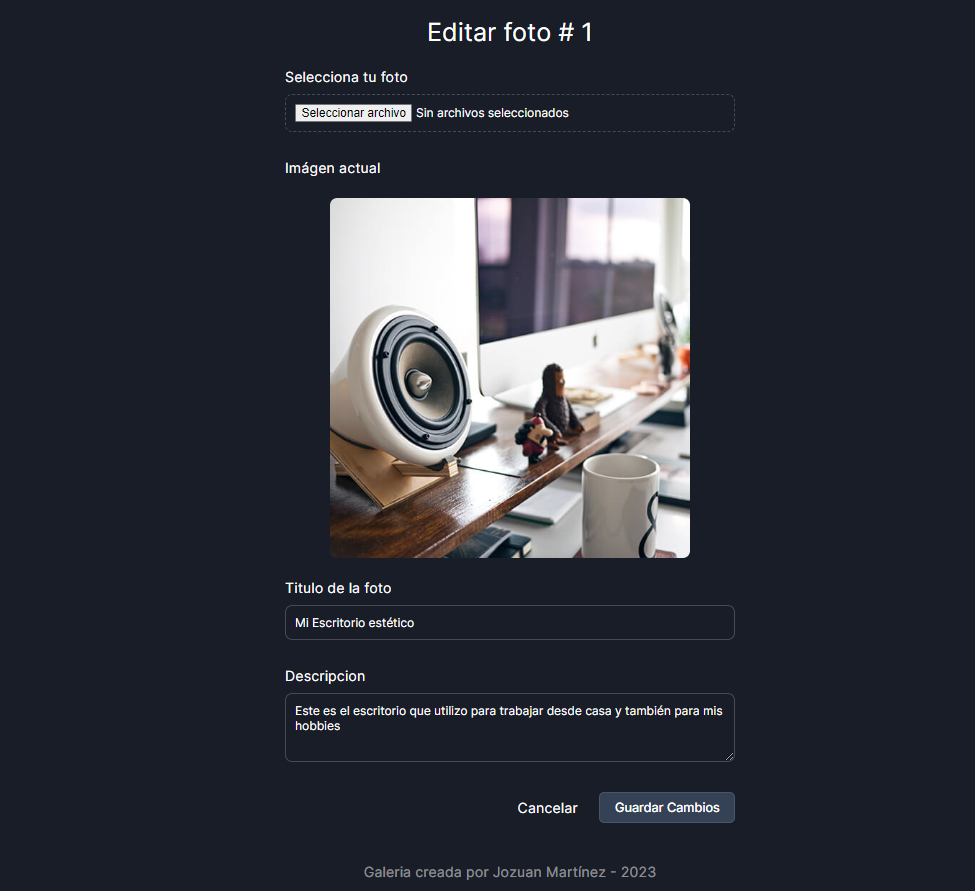 Editar foto # 1
Selecciona tu foto
Seleccionar archivo Sin archivos seleccionados
Imágen actual
Titulo de la foto
Mi Escritorio estético
Descripcion
Este es el escritorio que utilizo para trabajar desde casa y también para mis
hobbies
Cancelar Guardar Cambios
Galeria creada por Jozuan Martínez - 2023